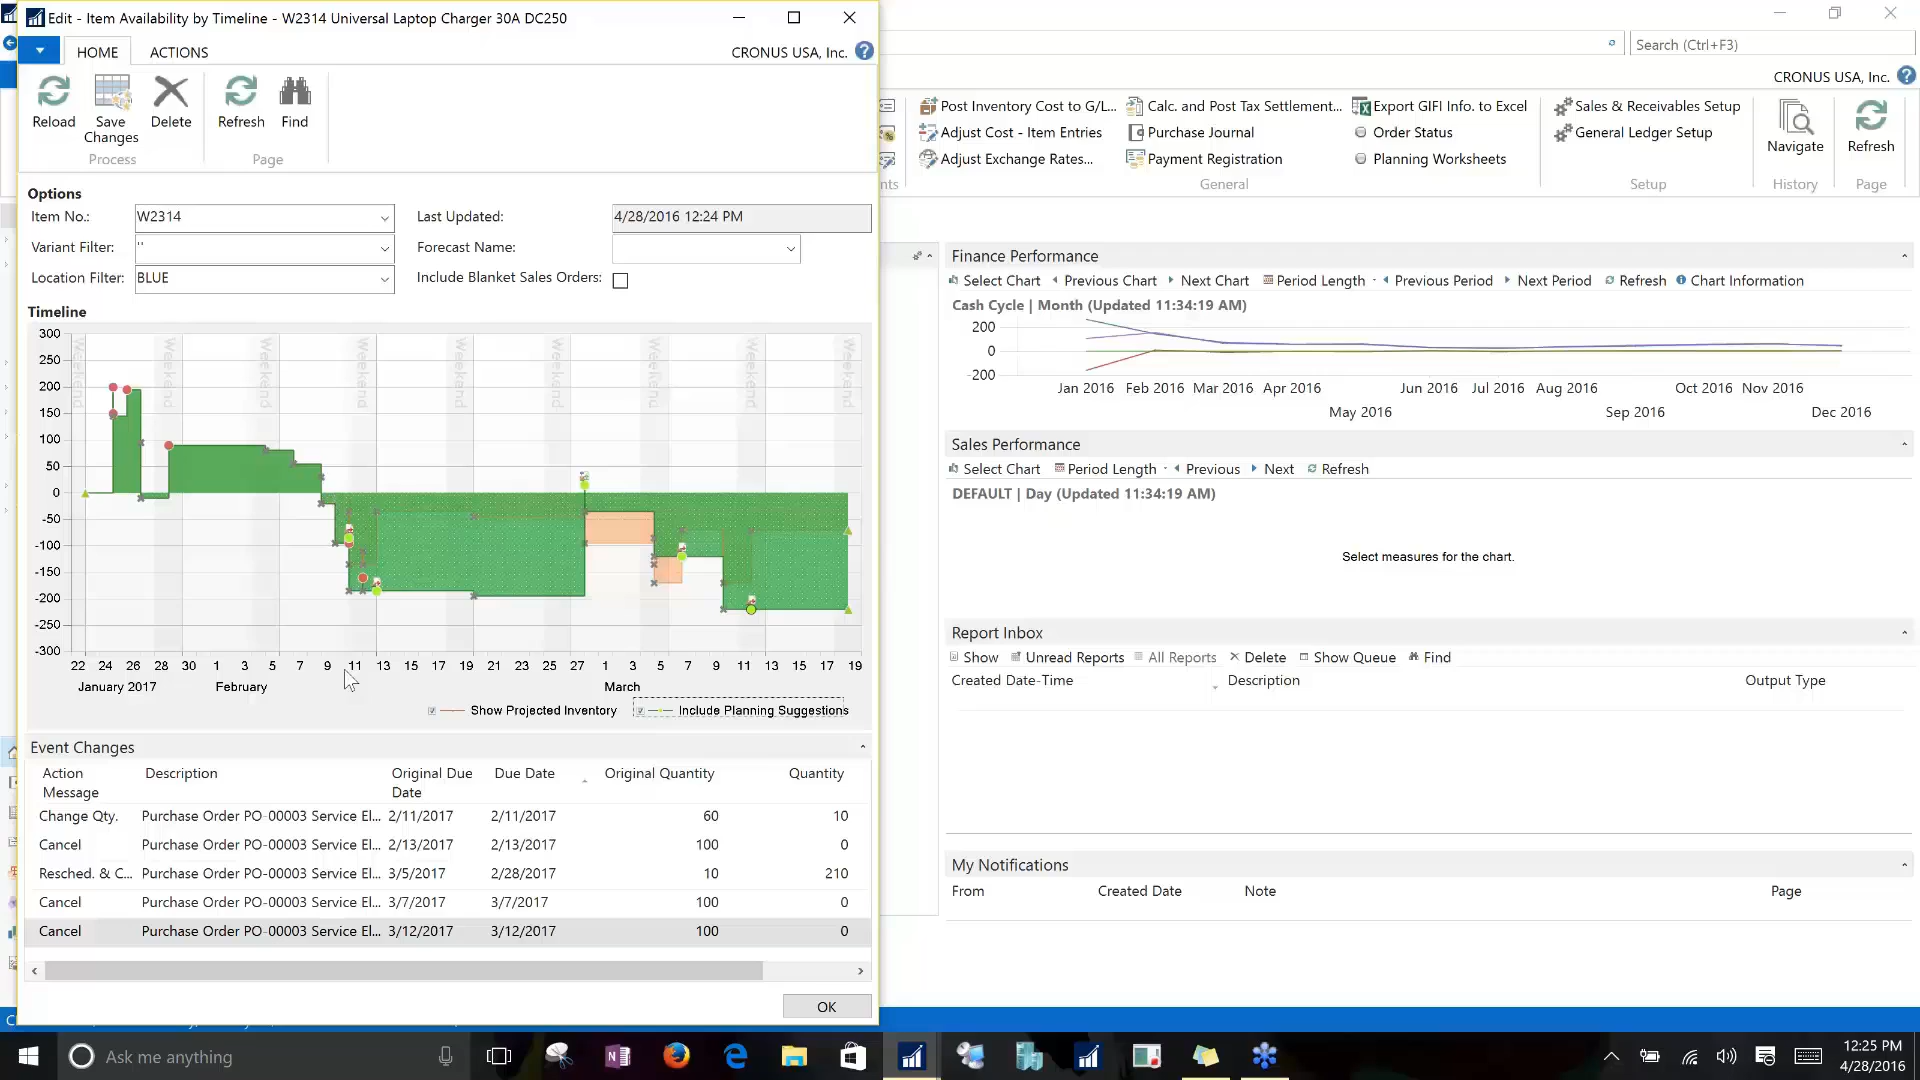 Edit - Item Availability by Timeline - W2314 Universal Laptop Charger 30A DC250
HOME ACTIONS CRONUS USA, Inc.
Reload Save Changes Delete Refresh Find
Process Page
Options
Item No.: W2314 Last Updated: 4/28/2016 12:24 PM
Variant Filter: '' Forecast Name:
Location Filter: BLUE Include Blanket Sales Orders:
Timeline
300
250
200
150
100
50
0
-50
-100
-150
-200
-250
-300
Weekend Weekend Weekend Weekend Weekend Weekend Weekend Weekend Weekend
22 24 26 28 30 1 3 5 7 9 11 13 15 17 19 21 23 25 27 1 3 5 7 9 11 13 15 17 19
January 2017 February March
Show Projected Inventory Include Planning Suggestions
Event Changes
Action Message Description Original Due Date Due Date Original Quantity Quantity
Change Qty. Purchase Order PO-00003 Service El... 2/11/2017 2/11/2017 60 10
Cancel Purchase Order PO-00003 Service El... 2/13/2017 2/13/2017 100 0
Resched. & C... Purchase Order PO-00003 Service El... 3/5/2017 2/28/2017 10 210
Cancel Purchase Order PO-00003 Service El... 3/7/2017 3/7/2017 100 0
Cancel Purchase Order PO-00003 Service El... 3/12/2017 3/12/2017 100 0
OK
Search (Ctrl+F3)
CRONUS USA, Inc.
Post Inventory Cost to G/L... Calc. and Post Tax Settlement... Export GIFI Info. to Excel Sales & Receivables Setup
Adjust Cost - Item Entries Purchase Journal Order Status General Ledger Setup
Adjust Exchange Rates... Payment Registration Planning Worksheets
Navigate Refresh
nts General Setup History Page
Finance Performance
Select Chart Previous Chart Next Chart Period Length Previous Period Next Period Refresh Chart Information
Cash Cycle | Month (Updated 11:34:19 AM)
200
0
-200
Jan 2016 Feb 2016 Mar 2016 Apr 2016 Jun 2016 Jul 2016 Aug 2016 Oct 2016 Nov 2016
May 2016 Sep 2016 Dec 2016
Sales Performance
Select Chart Period Length Previous Next Refresh
DEFAULT | Day (Updated 11:34:19 AM)
Select measures for the chart.
Report Inbox
Show Unread Reports All Reports Delete Show Queue Find
Created Date-Time Description Output Type
My Notifications
From Created Date Note Page
Ask me anything
12:25 PM
4/28/2016